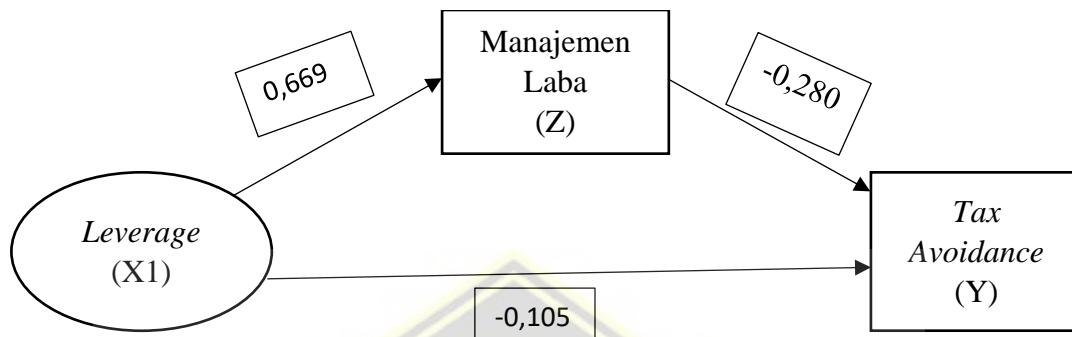 Manajemen
Laba
(Z)
0,669
-0,280
Leverage
(X1)
Tax
Avoidance
(Y)
-0,105